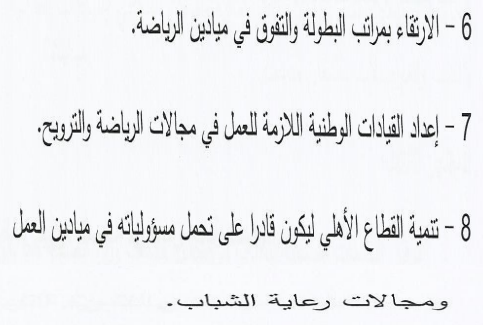 6 - الارتقاء بمراتب البطولة والتفوق في ميادين الرياضة.
7 - إعداد القيادات الوطنية اللازمة للعمل في مجالات الرياضة والترويح.
8 - تنمية القطاع الأهلي ليكون قادرا على تحمل مسؤولياته في ميادين العمل
ومجالات رعاية الشباب.